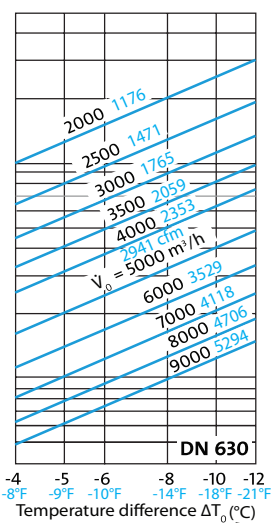 2000 1176
2500 1471
3000 1765
3500 2059
4000 2353
2941 cfm
V̇,₀ = 5000 m³/h
6000 3529
7000 4118
8000 4706
9000 5294
DN 630
-4 -5 -6 -8 -10 -12
-8°F -9°F -10°F -14°F -18°F -21°F
Temperature difference ΔT₀ (°C)